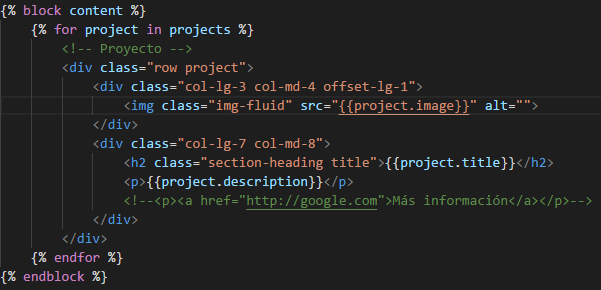 {% block content %}
    {% for project in projects %}
        <!-- Proyecto -->
        <div class="row project">
            <div class="col-lg-3 col-md-4 offset-lg-1">
                <img class="img-fluid" src="{{project.image}}" alt="">
            </div>
            <div class="col-lg-7 col-md-8">
                <h2 class="section-heading title">{{project.title}}</h2>
                <p>{{project.description}}</p>
                <!--<p><a href="http://google.com">Más información</a></p>-->
            </div>
        </div>
    {% endfor %}
{% endblock %}